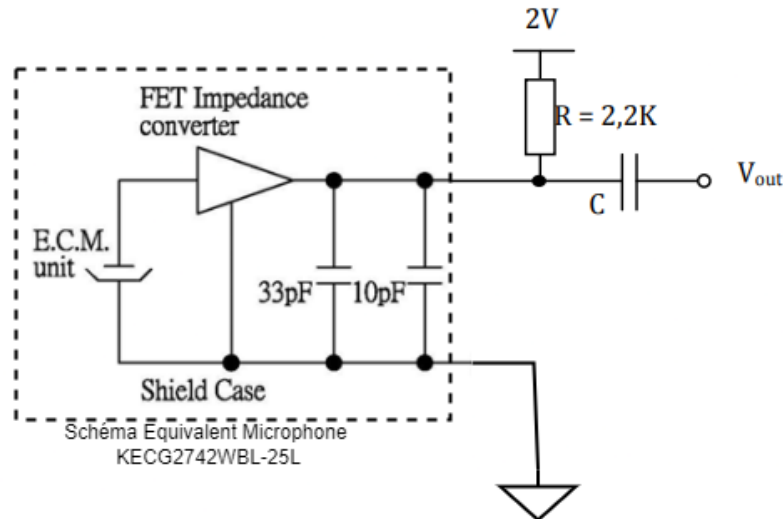 2V
FET Impedance
converter
R = 2,2K
V_out
C
E.C.M.
unit
33pF
10pF
Shield Case
Schéma Equivalent Microphone
KECG2742WBL-25L